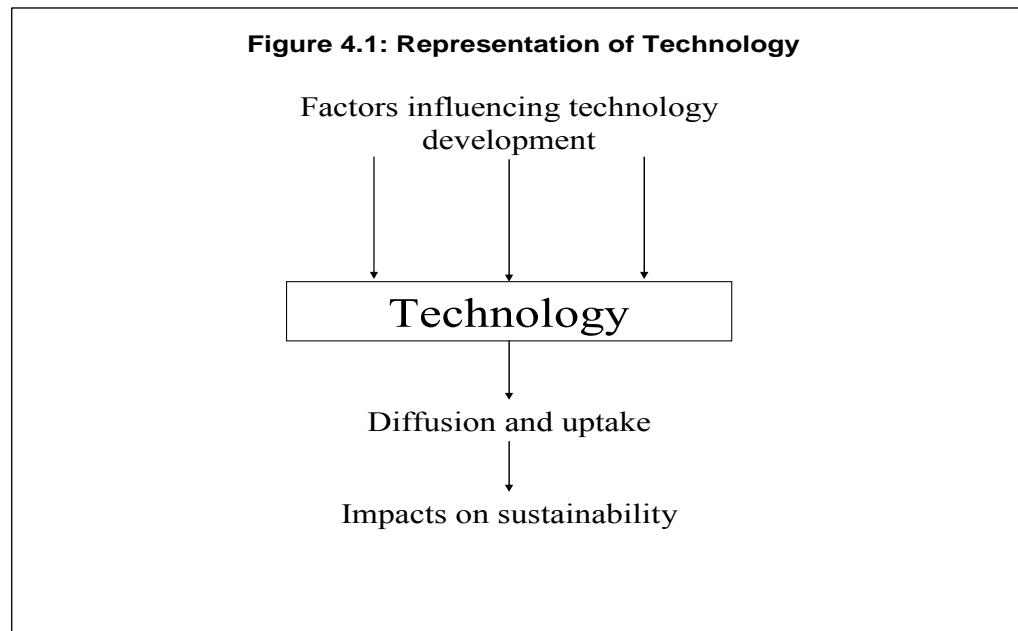 Figure 4.1: Representation of Technology
Factors influencing technology
development
Technology
Diffusion and uptake
Impacts on sustainability